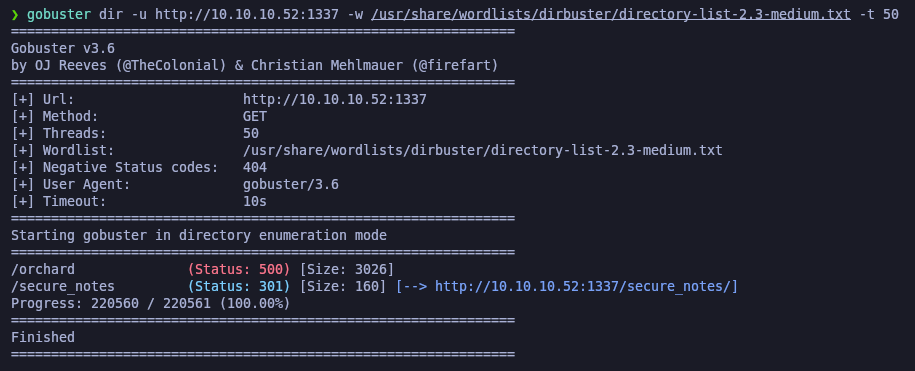 ❯ gobuster dir -u http://10.10.10.52:1337 -w /usr/share/wordlists/dirbuster/directory-list-2.3-medium.txt -t 50
===============================================================
Gobuster v3.6
by OJ Reeves (@TheColonial) & Christian Mehlmauer (@firefart)
===============================================================
[+] Url:                     http://10.10.10.52:1337
[+] Method:                  GET
[+] Threads:                 50
[+] Wordlist:                /usr/share/wordlists/dirbuster/directory-list-2.3-medium.txt
[+] Negative Status codes:   404
[+] User Agent:              gobuster/3.6
[+] Timeout:                 10s
===============================================================
Starting gobuster in directory enumeration mode
===============================================================
/orchard              (Status: 500) [Size: 3026]
/secure_notes         (Status: 301) [Size: 160] [--> http://10.10.10.52:1337/secure_notes/]
Progress: 220560 / 220561 (100.00%)
===============================================================
Finished
===============================================================